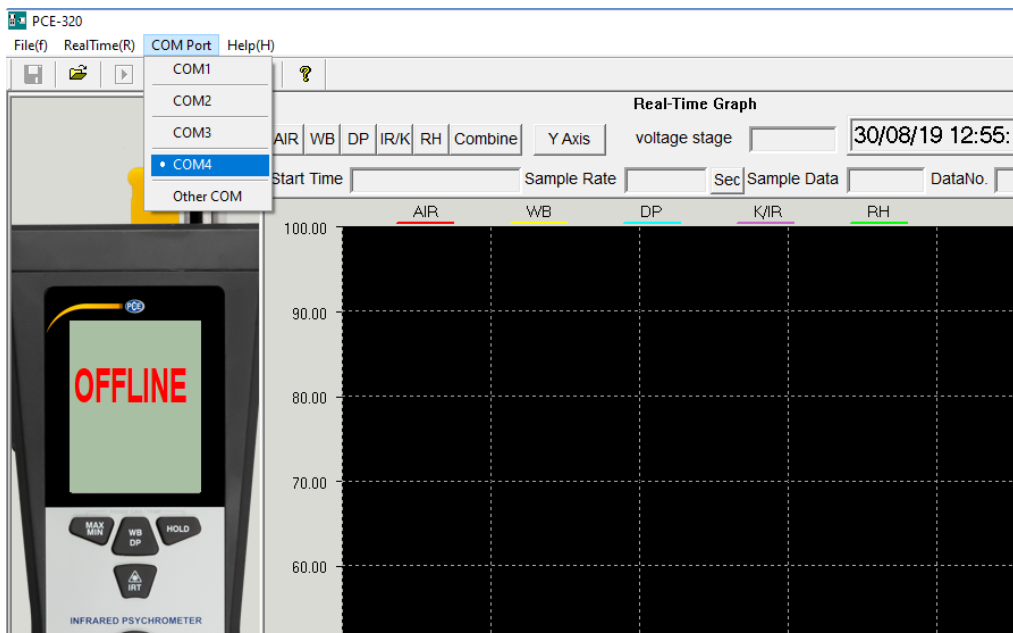 PCE-320
File(f) RealTime(R) COM Port Help(H)
COM1
COM2
COM3
COM4
Other COM
Real-Time Graph
AIR WB DP IR/K RH Combine Y Axis voltage stage 30/08/19 12:55:
Start Time Sample Rate Sec Sample Data DataNo.
AIR WB DP K/IR RH
100.00
90.00
80.00
70.00
60.00
PCE
OFFLINE
MAX
MIN
WB
DP
HOLD
IRT
INFRARED PSYCHROMETER